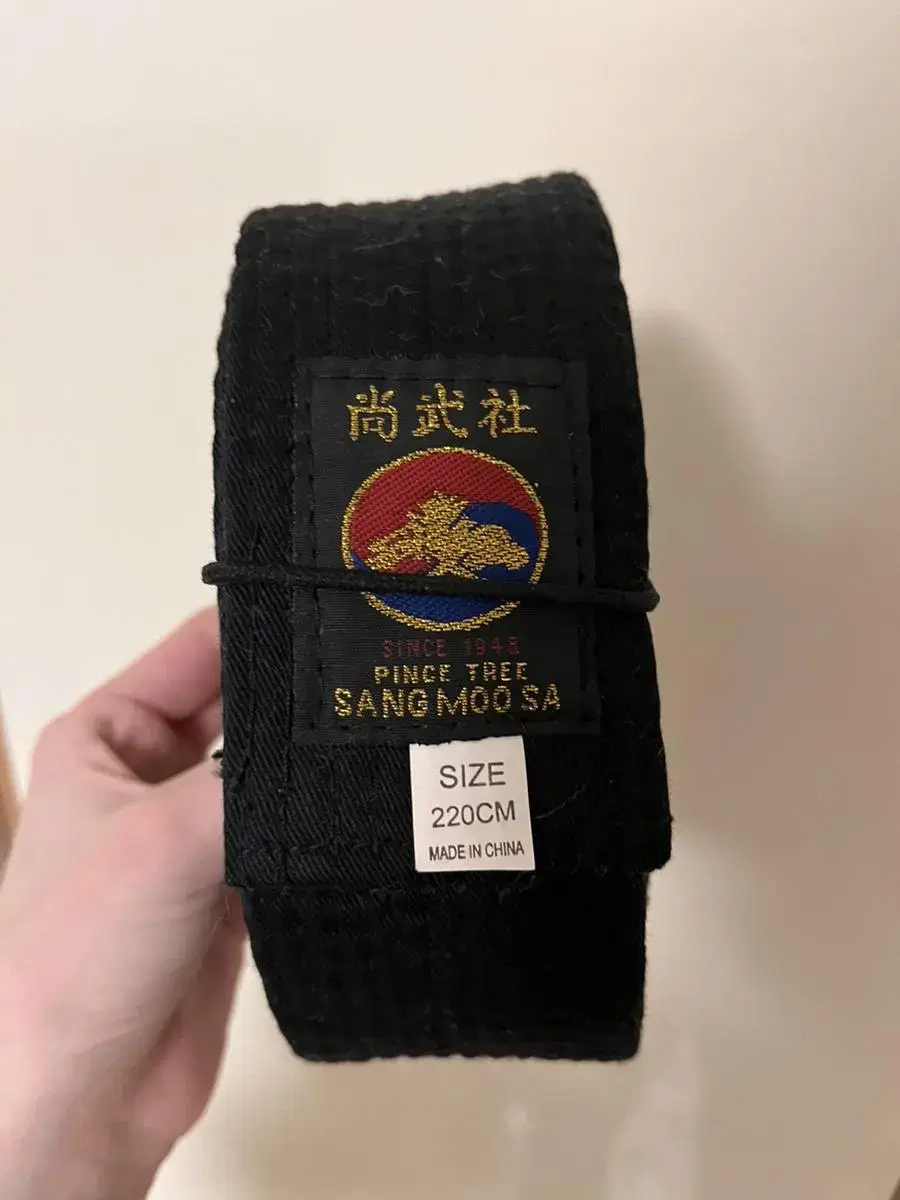 尚武社
SINCE 1948
PINCE TREE
SANG MOO SA
SIZE
220CM
MADE IN CHINA